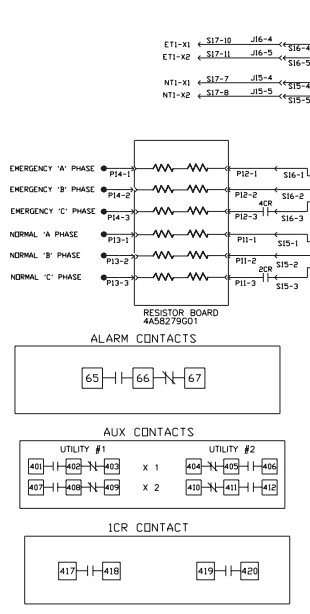 ET1-X1 S17-10 J16-4 S16-4
ET1-X2 S17-11 J16-5 S16-5
NT1-X1 S17-7 J15-4 S15-4
NT1-X2 S17-8 J15-5 S15-5
EMERGENCY 'A' PHASE P14-1 P12-1 S16-1
EMERGENCY 'B' PHASE P14-2 P12-2 S16-2
EMERGENCY 'C' PHASE P14-3 P12-3 4CR S16-3
NORMAL 'A PHASE P13-1 P11-1 S15-1
NORMAL 'B' PHASE P13-2 P11-2 S15-2
NORMAL 'C' PHASE P13-3 P11-3 2CR S15-3
RESISTOR BOARD
4A58279G01
ALARM CONTACTS
65 66 67
AUX CONTACTS
UTILITY #1 UTILITY #2
401 402 403 X 1 404 405 406
407 408 409 X 2 410 411 412
1CR CONTACT
417 418 419 420